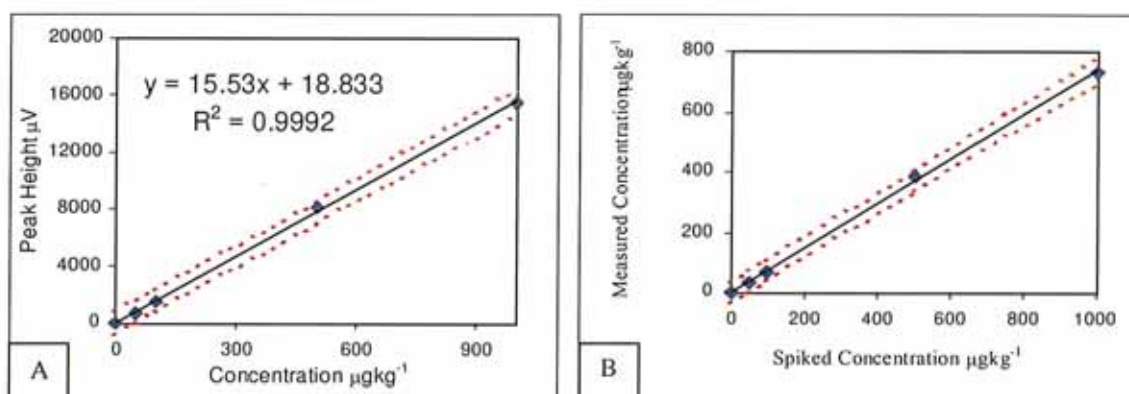 20000
16000
12000
8000
4000
0
Peak Height µV
y = 15.53x + 18.833
R² = 0.9992
0 300 600 900
Concentration µgkg⁻¹
A
800
600
400
200
0
Measured Concentrationµgkg⁻¹
0 200 400 600 800 1000
Spiked Concentration µgkg⁻¹
B